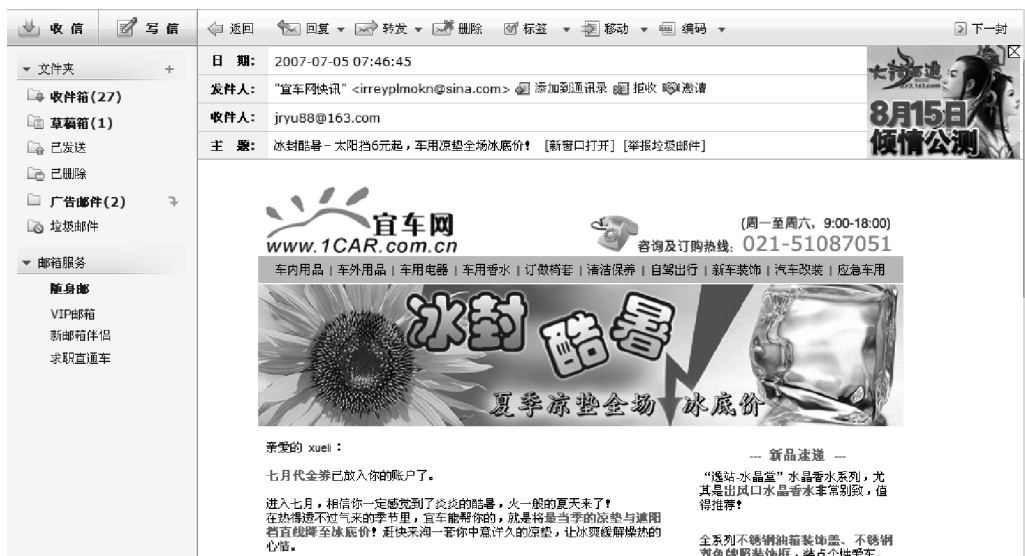 收 信
写 信
返回 回复 转发 删除 标签 移动 编码 下一封
文件夹 +
收件箱(27)
草稿箱(1)
已发送
已删除
广告邮件(2)
垃圾邮件
邮箱服务
随身邮
VIP邮箱
新邮箱伴侣
求职直通车
日 期: 2007-07-05 07:46:45
发件人: "宜车网快讯" <irreyplmokn@sina.com> 添加到通讯录 拒收 邀请
收件人: jryu88@163.com
主 题: 冰封酷暑－太阳挡6元起，车用凉垫全场冰底价！ [新窗口打开] [举报垃圾邮件]
8月15日
倾情公测
宜车网
www.1CAR.com.cn
(周一至周六，9:00-18:00)
咨询及订购热线: 021-51087051
车内用品 | 车外用品 | 车用电器 | 车用香水 | 订做椅套 | 清洁保养 | 自驾出行 | 新车装饰 | 汽车改装 | 应急车用
冰封酷暑
夏季凉垫全场 冰底价
亲爱的 xueli：
七月代金券已放入你的账户了。
进入七月，相信你一定感觉到了炎炎的酷暑，火一般的夏天来了！
在热得透不过气来的季节里，宜车能帮你的，就是将最当季的凉垫与遮阳
挡直线降至冰底价！赶快来淘一套你中意许久的凉垫，让冰爽缓解燥热的
心情。
--- 新品速递 ---
“逸站-水晶堂”水晶香水系列，尤
其是出风口水晶香水非常别致，值
得推荐！
全系列不锈钢油箱装饰盖、不锈钢
变色牌照装饰框，装点个性爱车